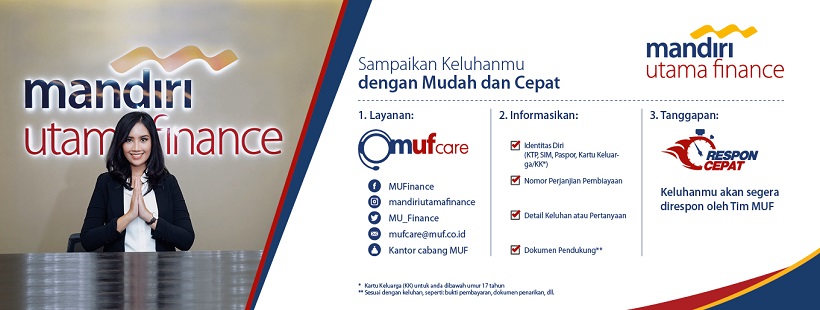 mandiri
utama finance
Sampaikan Keluhanmu
dengan Mudah dan Cepat
mandiri
utama finance
1. Layanan:
mufcare
MUFinance
mandiriutamafinance
MU_Finance
mufcare@muf.co.id
Kantor cabang MUF
2. Informasikan:
Identitas Diri
(KTP, SIM, Paspor, Kartu Keluar-
ga/KK*)
Nomor Perjanjian Pembiayaan
Detail Keluhan atau Pertanyaan
Dokumen Pendukung**
3. Tanggapan:
RESPON
CEPAT
Keluhanmu akan segera
direspon oleh Tim MUF
* Kartu Keluarga (KK) untuk anda dibawah umur 17 tahun
** Sesuai dengan keluhan, seperti: bukti pembayaran, dokumen penarikan, dll.